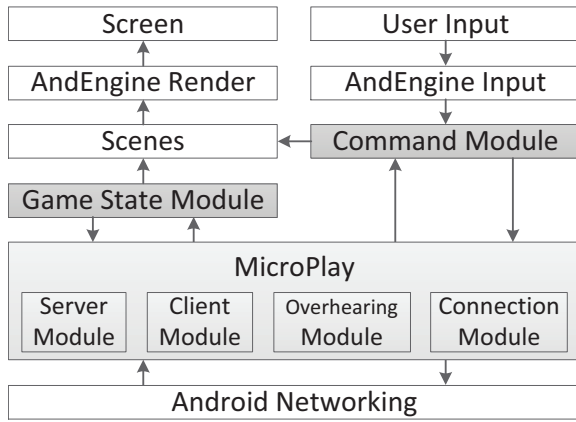 Screen
User Input
AndEngine Render
AndEngine Input
Scenes
Command Module
Game State Module
MicroPlay
Server
Module
Client
Module
Overhearing
Module
Connection
Module
Android Networking